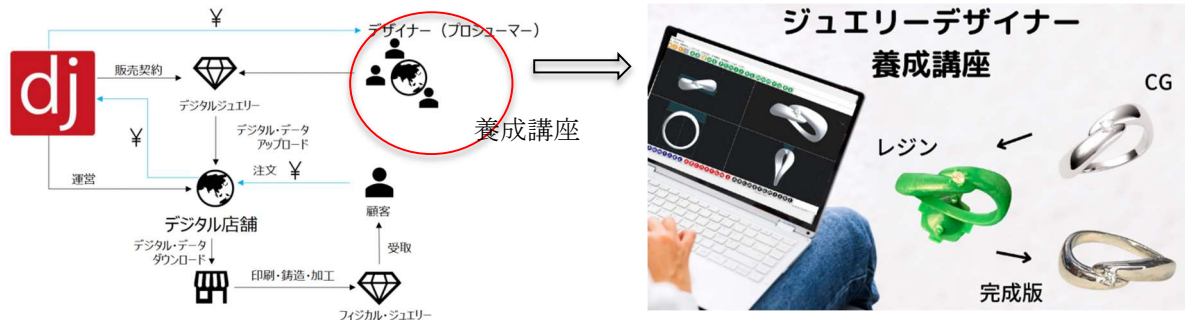 ¥
デザイナー（プロシューマー）
dj
販売契約
デジタルジュエリー
養成講座
¥
デジタル・データ
アップロード
注文 ¥
運営
顧客
デジタル店舗
デジタル・データ
ダウンロード
受取
印刷・鋳造・加工
フィジカル・ジュエリー
ジュエリーデザイナー
養成講座
CG
レジン
完成版